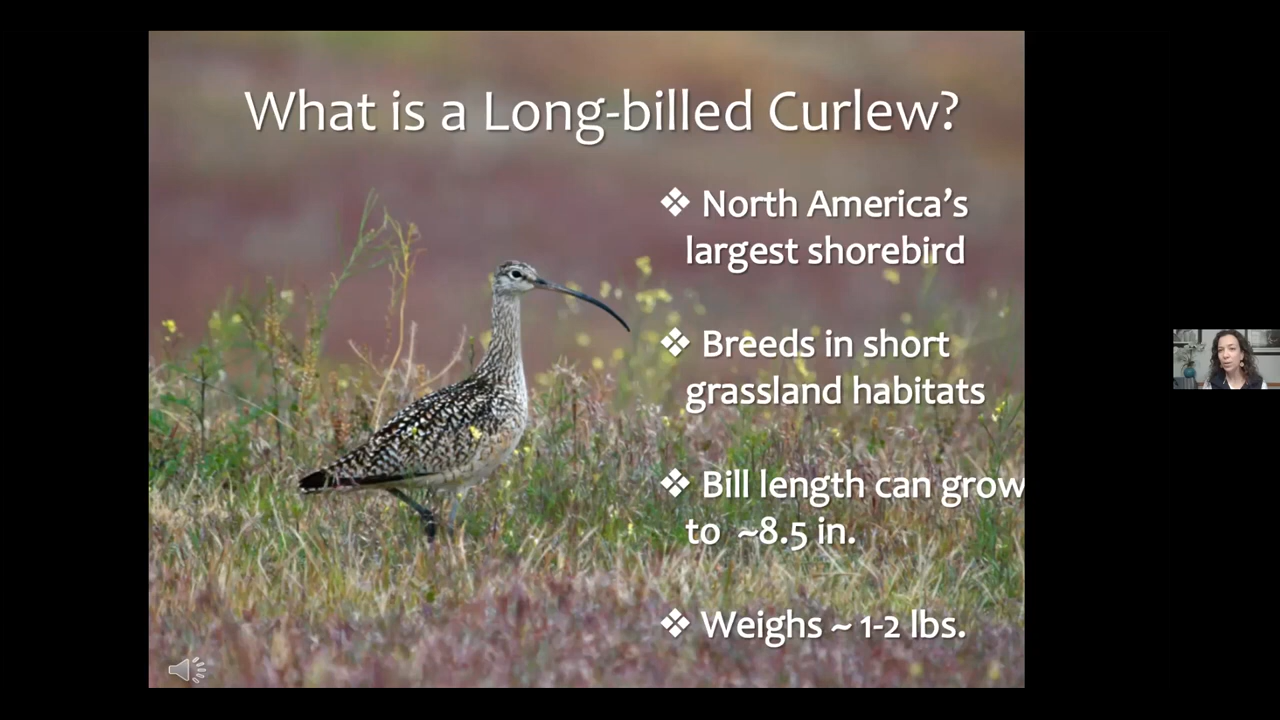 What is a Long-billed Curlew?
❖ North America’s
largest shorebird
❖ Breeds in short
grassland habitats
❖ Bill length can grow
to ~8.5 in.
❖ Weighs ~ 1-2 lbs.